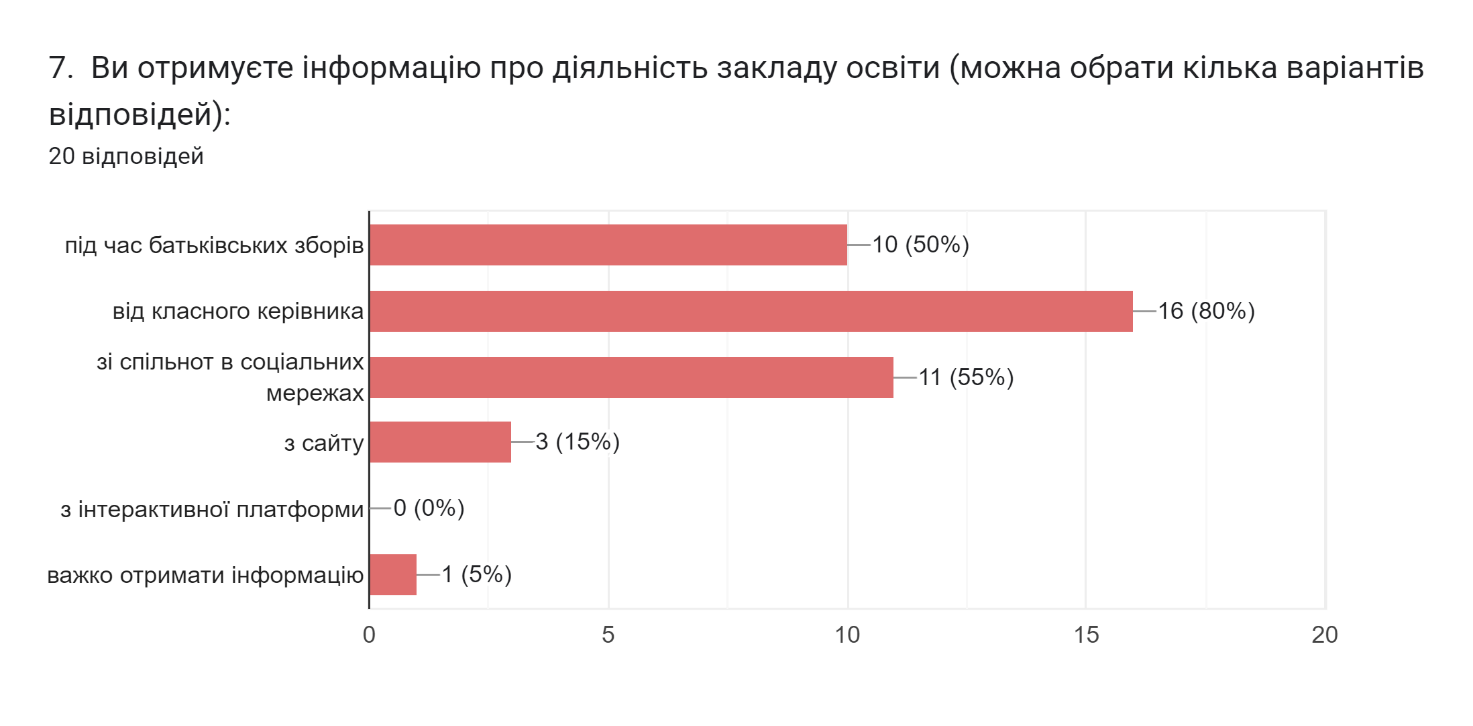 7. Ви отримуєте інформацію про діяльність закладу освіти (можна обрати кілька варіантів
відповідей):
20 відповідей
під час батьківських зборів
10 (50%)
від класного керівника
16 (80%)
зі спільнот в соціальних
мережах
11 (55%)
з сайту
3 (15%)
з інтерактивної платформи
0 (0%)
важко отримати інформацію
1 (5%)
0 5 10 15 20